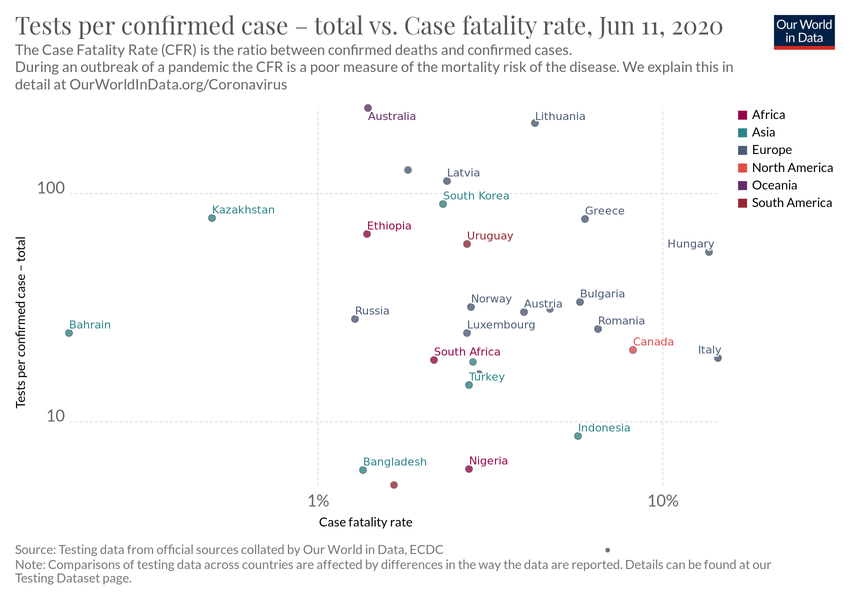 Tests per confirmed case – total vs. Case fatality rate, Jun 11, 2020
Our World
in Data
The Case Fatality Rate (CFR) is the ratio between confirmed deaths and confirmed cases.
During an outbreak of a pandemic the CFR is a poor measure of the mortality risk of the disease. We explain this in
detail at OurWorldInData.org/Coronavirus
Africa
Asia
Europe
North America
Oceania
South America
Australia
Lithuania
Latvia
100
South Korea
Kazakhstan
Greece
Ethiopia
Uruguay
Hungary
Bulgaria
Norway
Austria
Russia
Romania
Bahrain
Luxembourg
Canada
Italy
South Africa
Turkey
10
Indonesia
Bangladesh
Nigeria
Tests per confirmed case – total
1%
10%
Case fatality rate
Source: Testing data from official sources collated by Our World in Data, ECDC
Note: Comparisons of testing data across countries are affected by differences in the way the data are reported. Details can be found at our
Testing Dataset page.